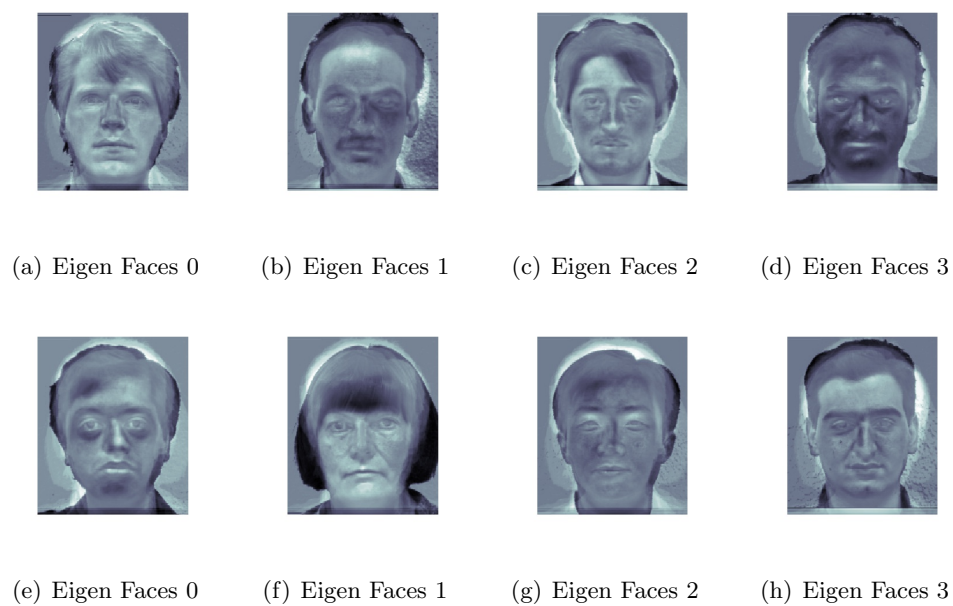 (a) Eigen Faces 0
(b) Eigen Faces 1
(c) Eigen Faces 2
(d) Eigen Faces 3
(e) Eigen Faces 0
(f) Eigen Faces 1
(g) Eigen Faces 2
(h) Eigen Faces 3